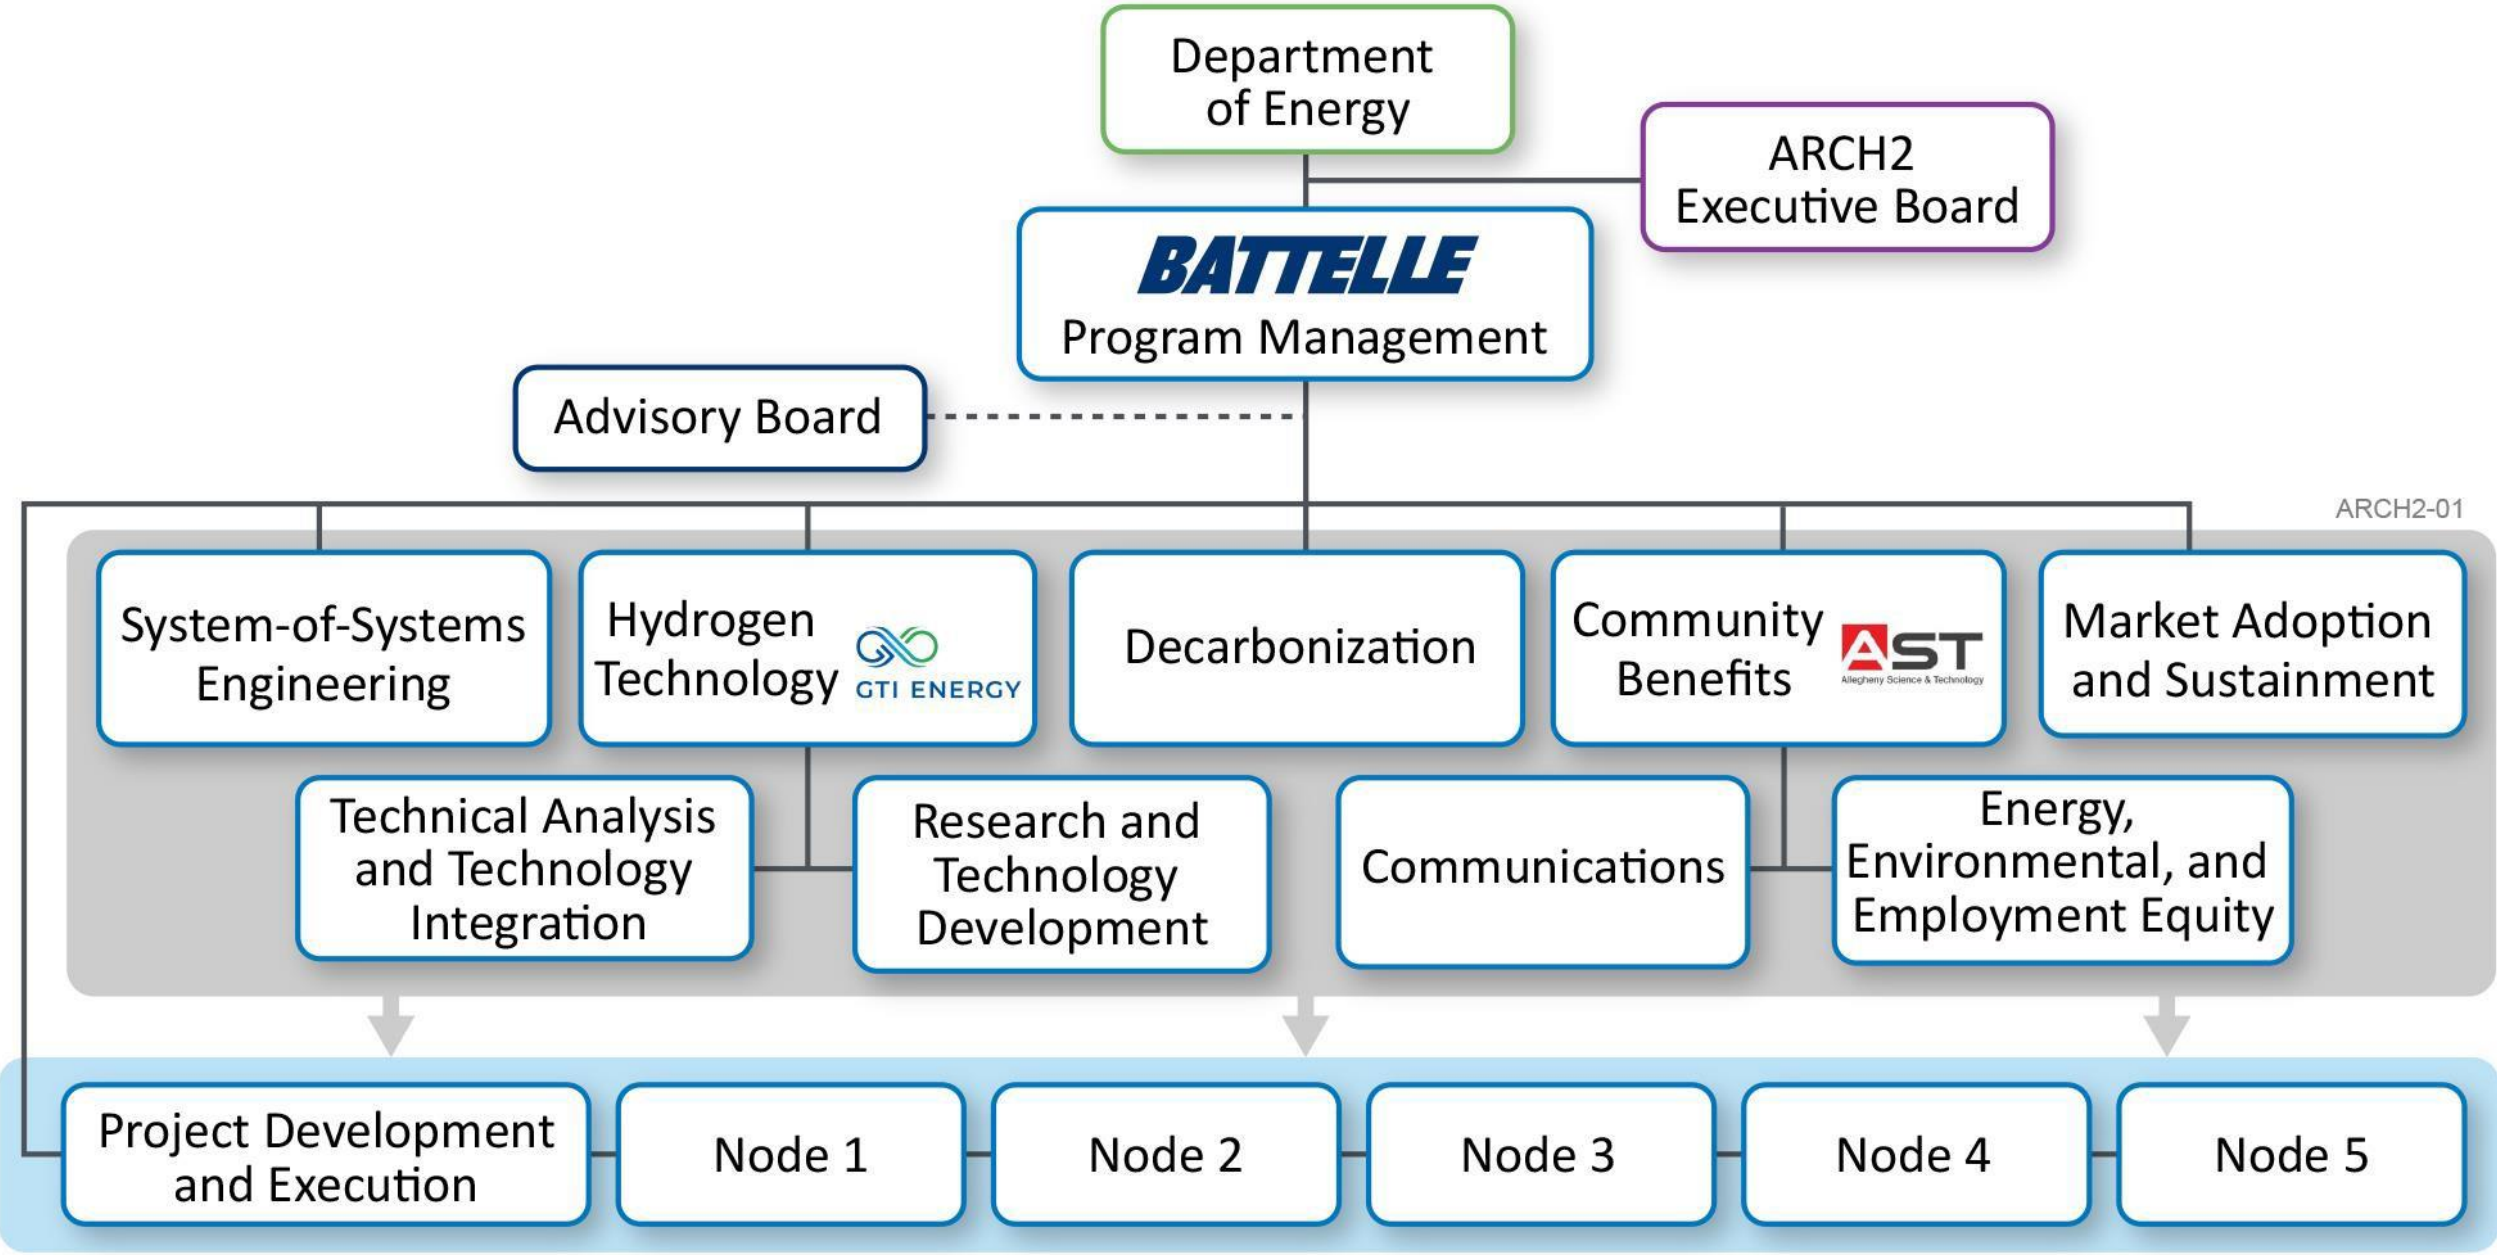 Department
of Energy
ARCH2
Executive Board
BATTELLE
Program Management
Advisory Board
ARCH2-01
System-of-Systems
Engineering
Hydrogen
Technology
GTI ENERGY
Decarbonization
Community
Benefits
AST
Allegheny Science & Technology
Market Adoption
and Sustainment
Technical Analysis
and Technology
Integration
Research and
Technology
Development
Communications
Energy,
Environmental, and
Employment Equity
Project Development
and Execution
Node 1
Node 2
Node 3
Node 4
Node 5